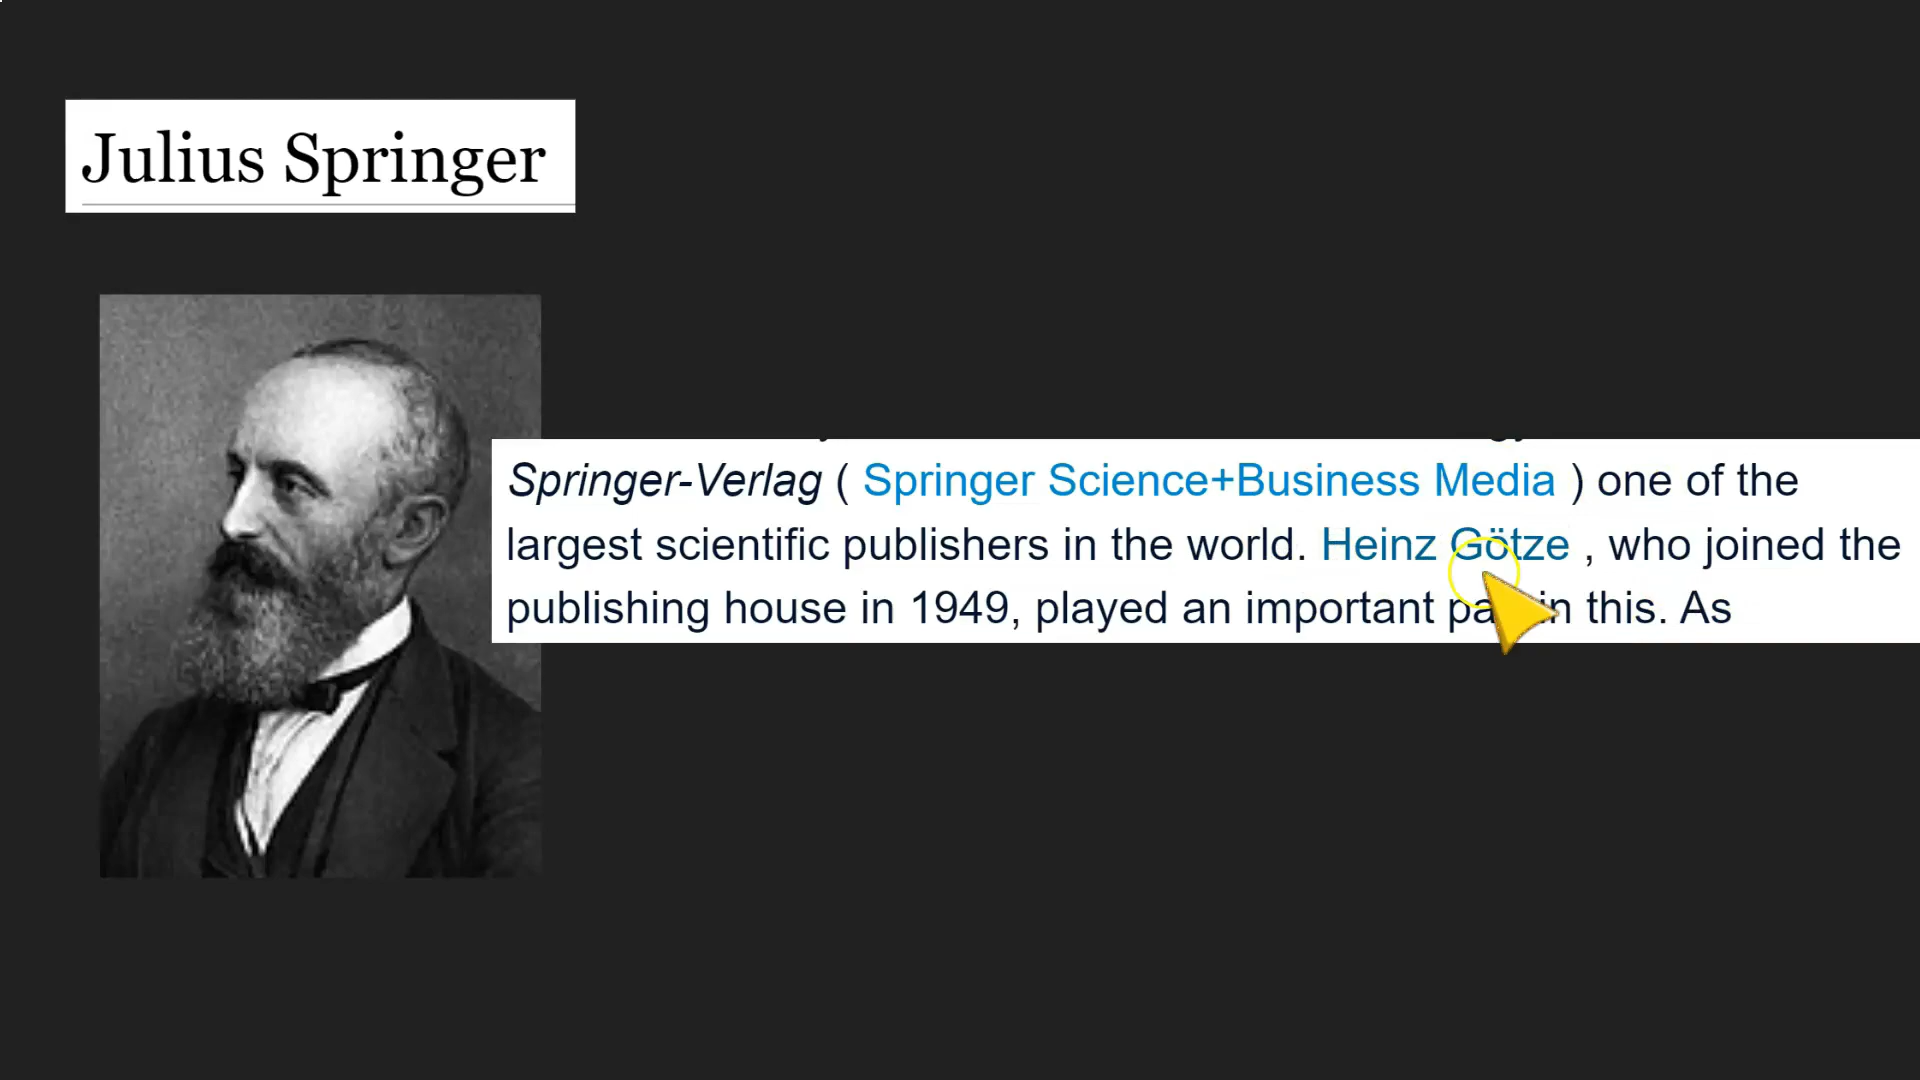 Julius Springer
Springer-Verlag ( Springer Science+Business Media ) one of the
largest scientific publishers in the world. Heinz Götze , who joined the
publishing house in 1949, played an important in this. As